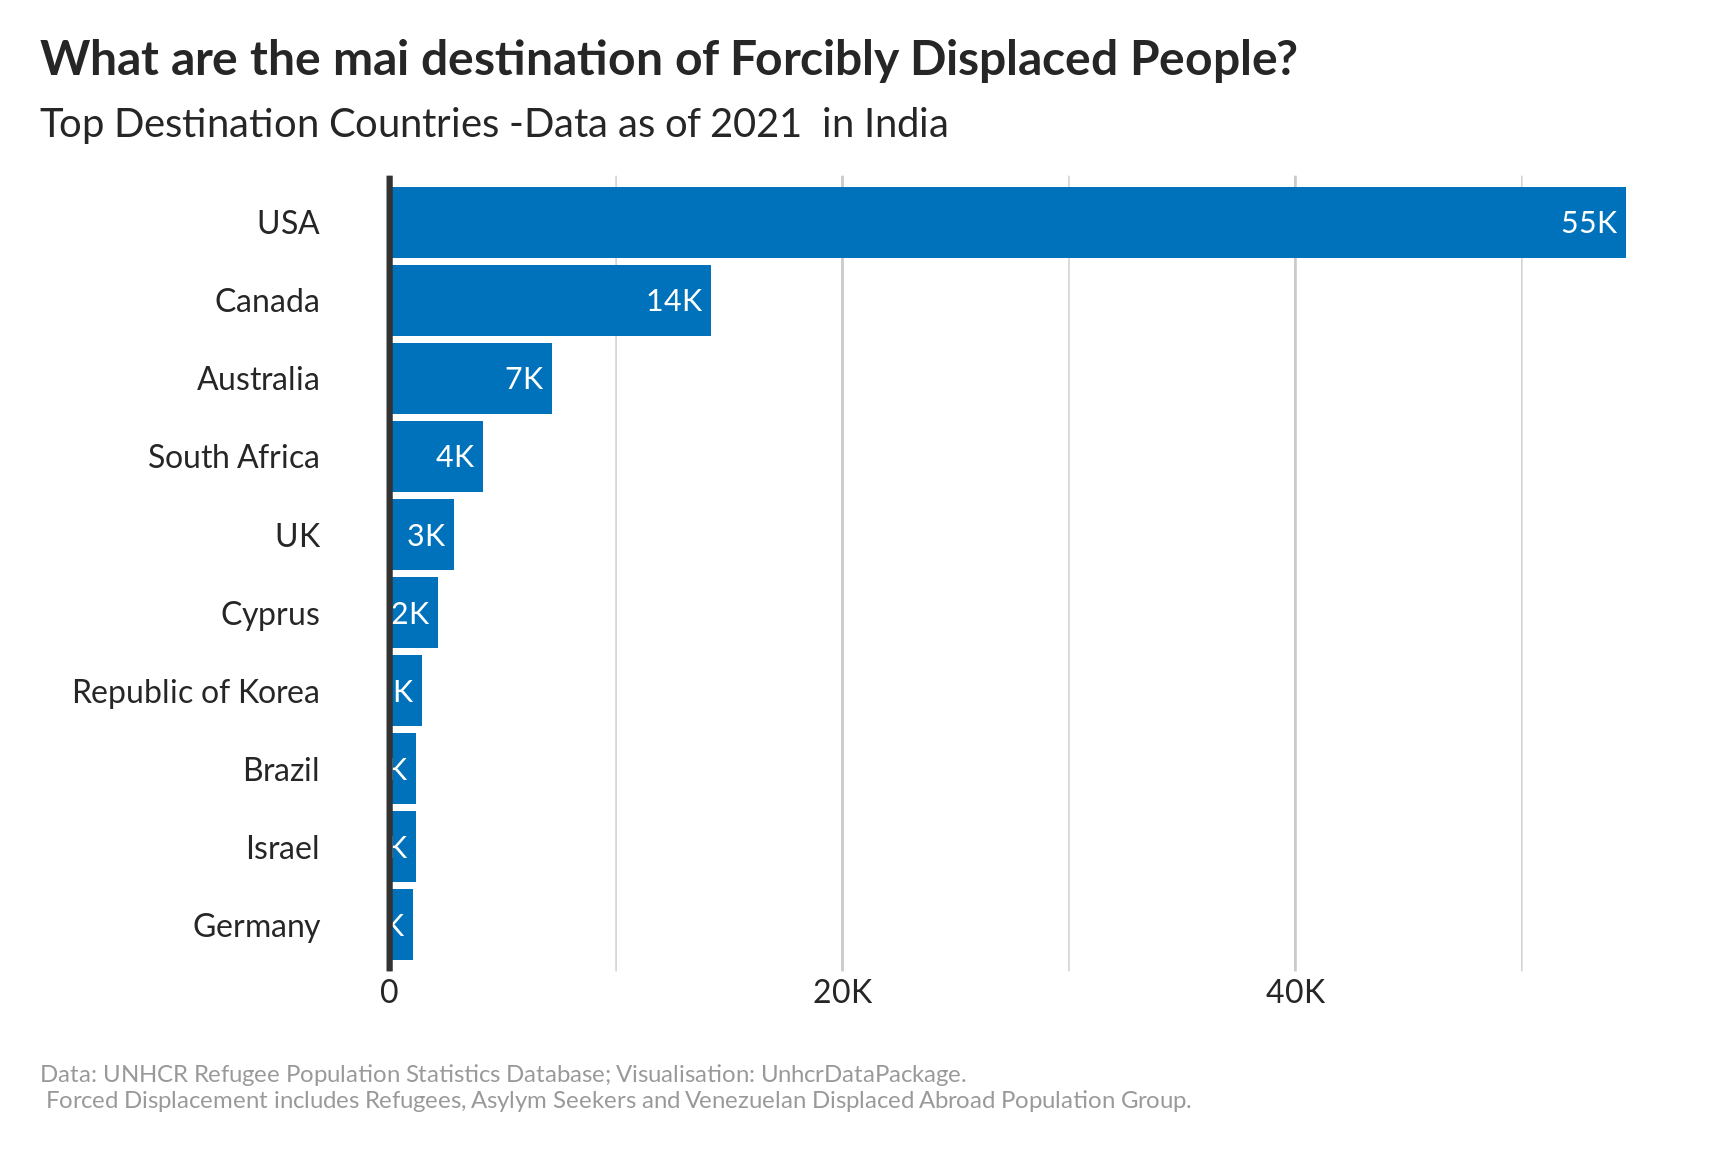 What are the mai destination of Forcibly Displaced People?
Top Destination Countries -Data as of 2021  in India
USA 55K
Canada 14K
Australia 7K
South Africa 4K
UK 3K
Cyprus 2K
Republic of Korea K
Brazil K
Israel K
Germany K
0 20K 40K
Data: UNHCR Refugee Population Statistics Database; Visualisation: UnhcrDataPackage.
Forced Displacement includes Refugees, Asylym Seekers and Venezuelan Displaced Abroad Population Group.